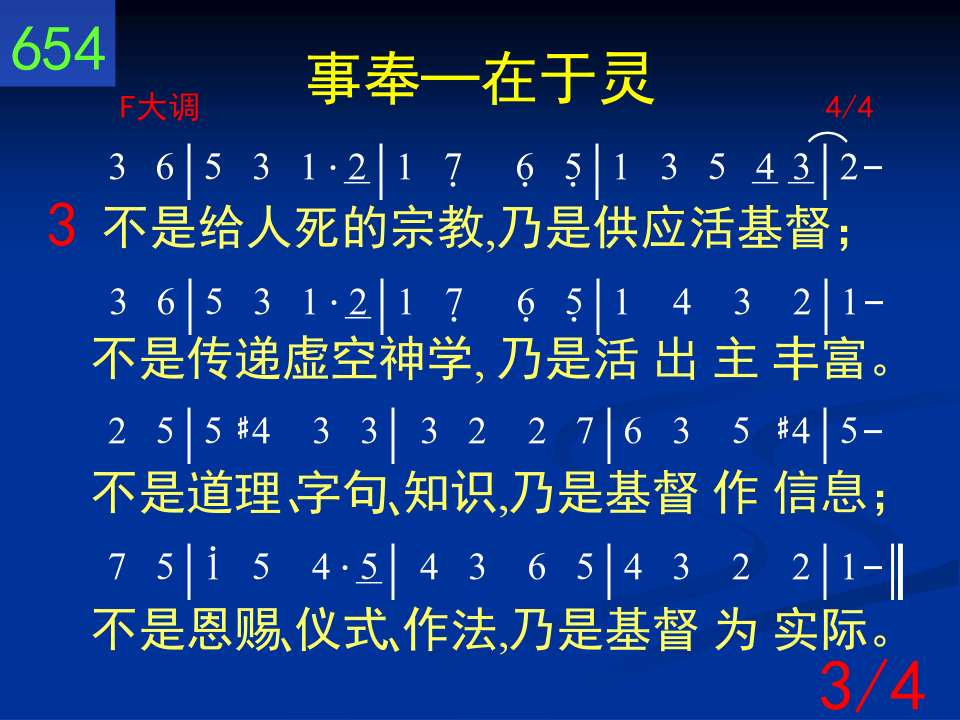 654
事奉—在于灵
F大调 4/4
3 6|5 3 1·2|1 7̣ 6̣ 5̣|1 3 5 4 3|2-
3 不是给人死的宗教,乃是供应活基督；
3 6|5 3 1·2|1 7̣ 6̣ 5̣|1 4 3 2|1-
不是传递虚空神学,乃是活 出 主 丰富。
2 5|5 ♯4 3 3|3 2 2 7|6 3 5 ♯4|5-
不是道理、字句、知识,乃是基督 作 信息；
7 5|1̇ 5 4·5|4 3 6 5|4 3 2 2|1-‖
不是恩赐、仪式、作法,乃是基督 为 实际。
3/4